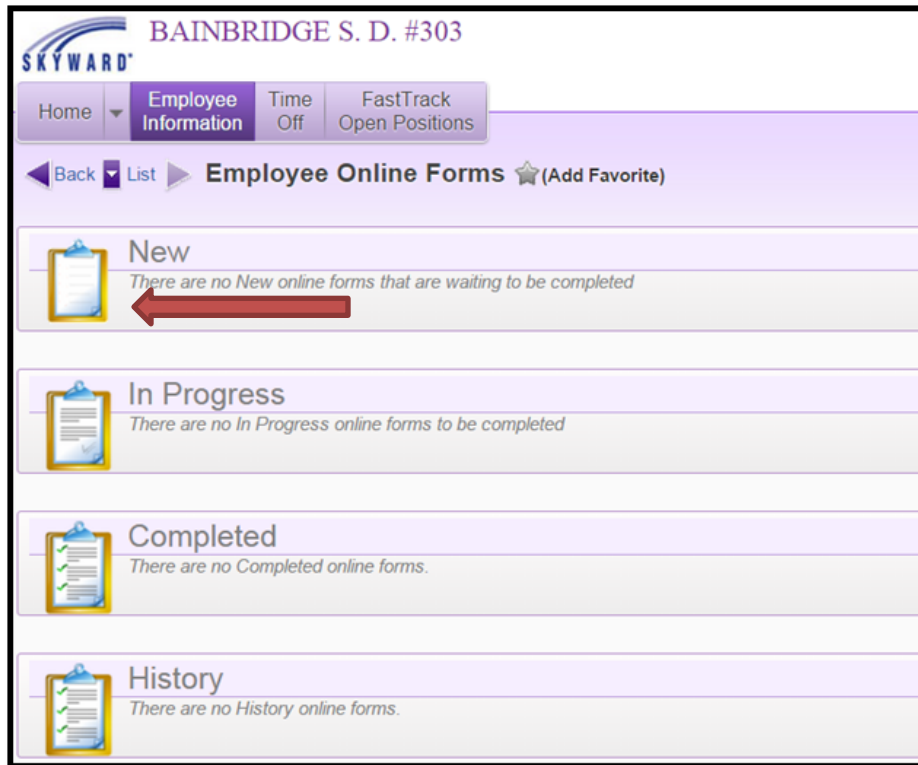 BAINBRIDGE S. D. #303
SKYWARD
Home
Employee Information
Time Off
FastTrack Open Positions
Back
List
Employee Online Forms
(Add Favorite)
New
There are no New online forms that are waiting to be completed
In Progress
There are no In Progress online forms to be completed
Completed
There are no Completed online forms.
History
There are no History online forms.